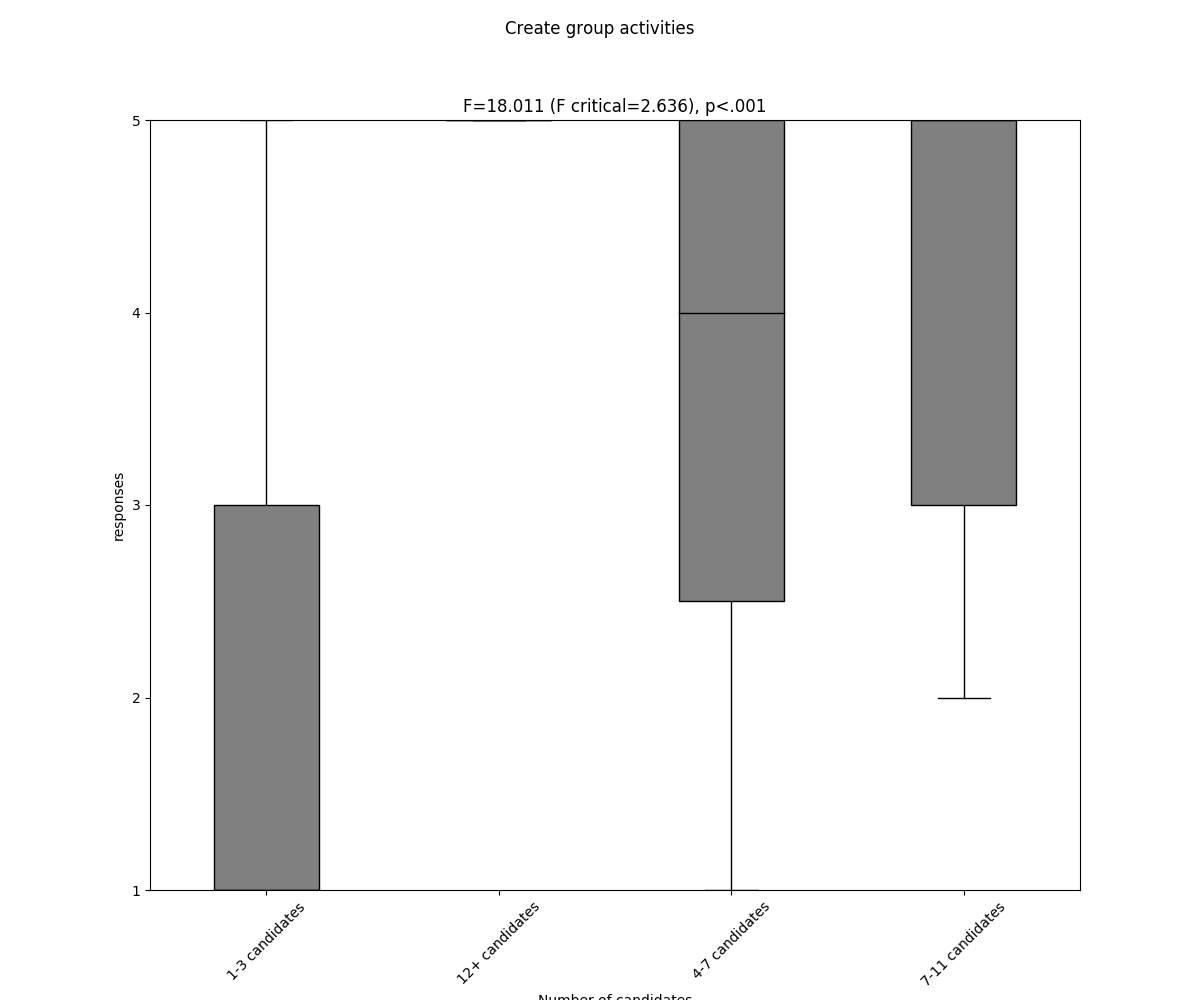 Create group activities
F=18.011 (F critical=2.636), p<.001
5
4
3
2
1
responses
1-3 candidates
12+ candidates
4-7 candidates
7-11 candidates
Number of candidates